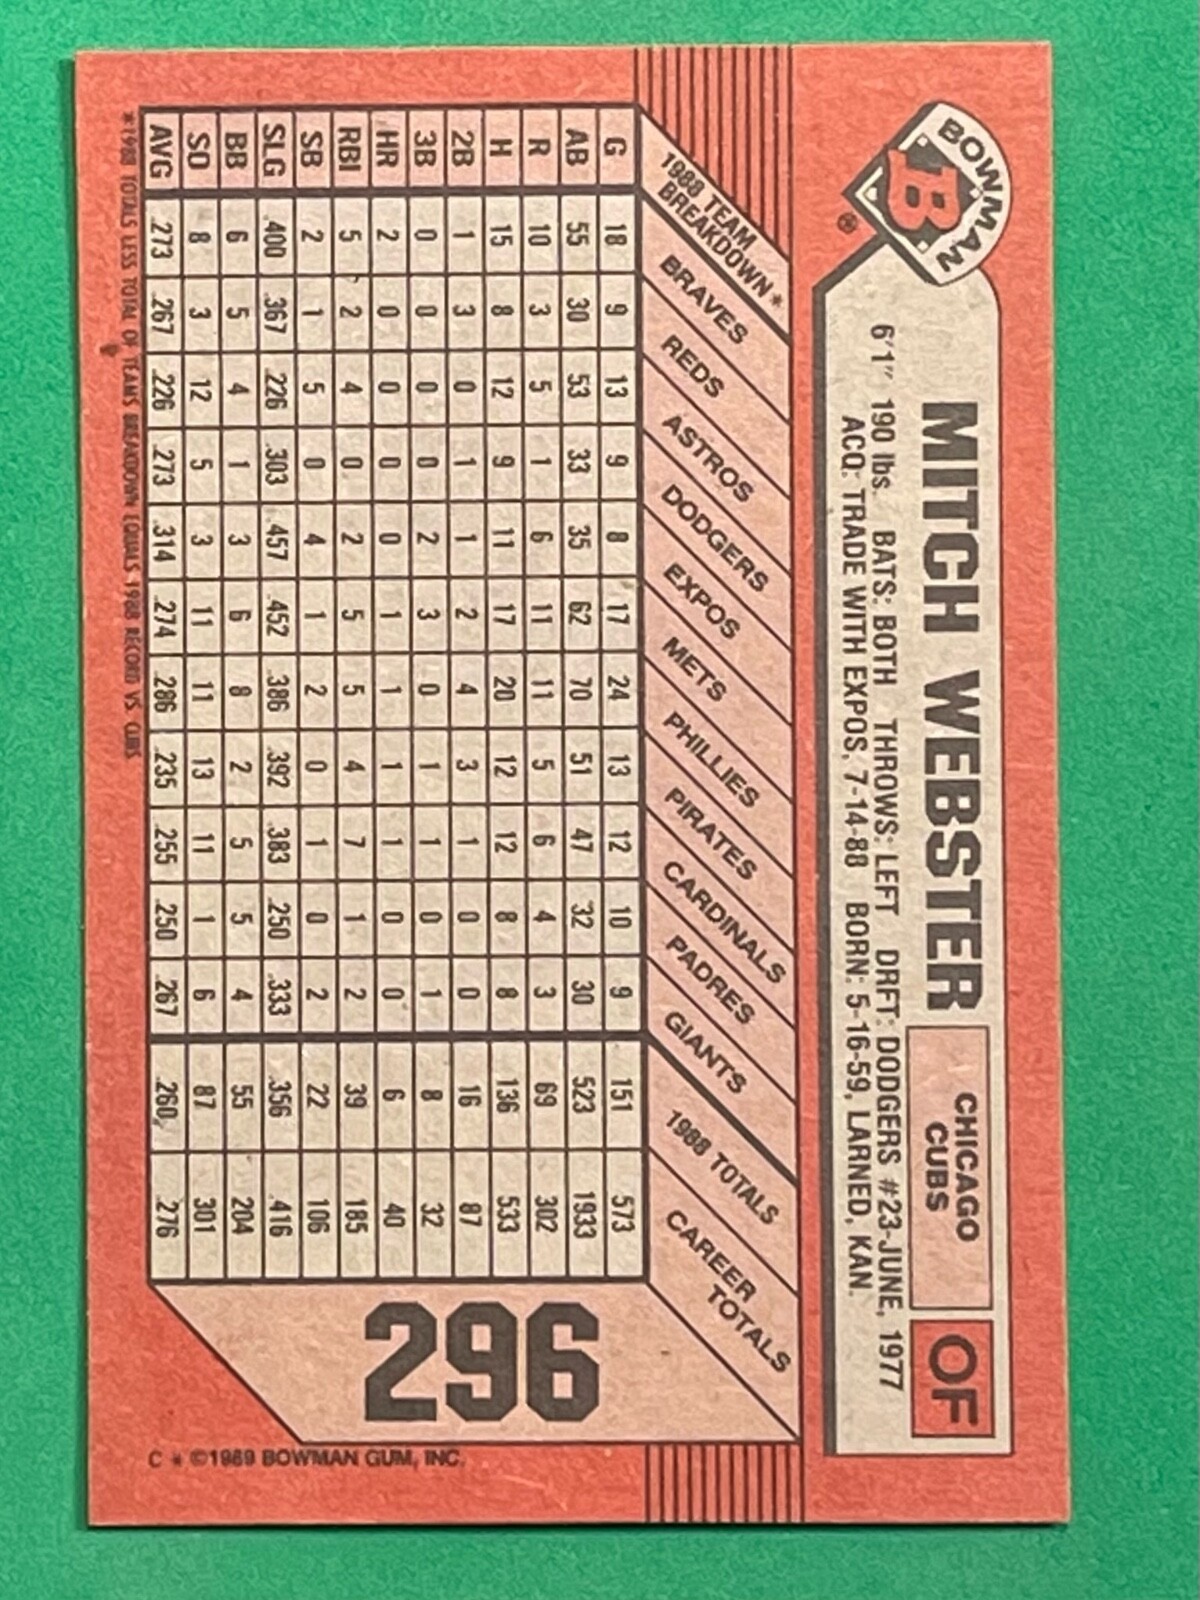 BOWMAN
B
®
MITCH WEBSTER
CHICAGO
CUBS
OF
6'1" 190 lbs. BATS: BOTH THROWS: LEFT DRFT: DODGERS #23-JUNE, 1977
ACQ: TRADE WITH EXPOS, 7-14-88 BORN: 5-16-59, LARNED, KAN.
1988 TEAM BREAKDOWN* BRAVES REDS ASTROS DODGERS EXPOS METS PHILLIES PIRATES CARDINALS PADRES GIANTS 1988 TOTALS CAREER TOTALS
G 18 9 13 9 8 17 24 13 12 10 9 151 573
AB 55 30 53 33 35 62 70 51 47 32 30 523 1933
R 10 3 5 1 6 11 11 5 6 4 3 69 302
H 15 8 12 9 11 17 20 12 12 8 8 136 533
2B 1 3 0 1 1 2 4 3 1 0 0 16 87
3B 0 0 0 0 2 3 0 1 1 0 1 8 32
HR 2 0 0 0 0 1 1 1 1 0 0 6 40
RBI 5 2 4 0 2 5 5 4 7 1 2 39 185
SB 2 1 5 0 4 1 2 0 1 0 2 22 106
SLG .400 .367 .226 .303 .457 .452 .386 .392 .383 .250 .333 .356 .416
BB 6 5 4 1 3 6 8 2 5 5 4 55 204
SO 8 3 12 5 3 11 11 13 11 1 6 87 301
AVG .273 .267 .226 .273 .314 .274 .286 .235 .255 .250 .267 .260 .276
*1988 TOTALS LESS TOTAL OF TEAMS BREAKDOWN EQUALS 1988 RECORD VS. CUBS
296
C * ©1989 BOWMAN GUM, INC.